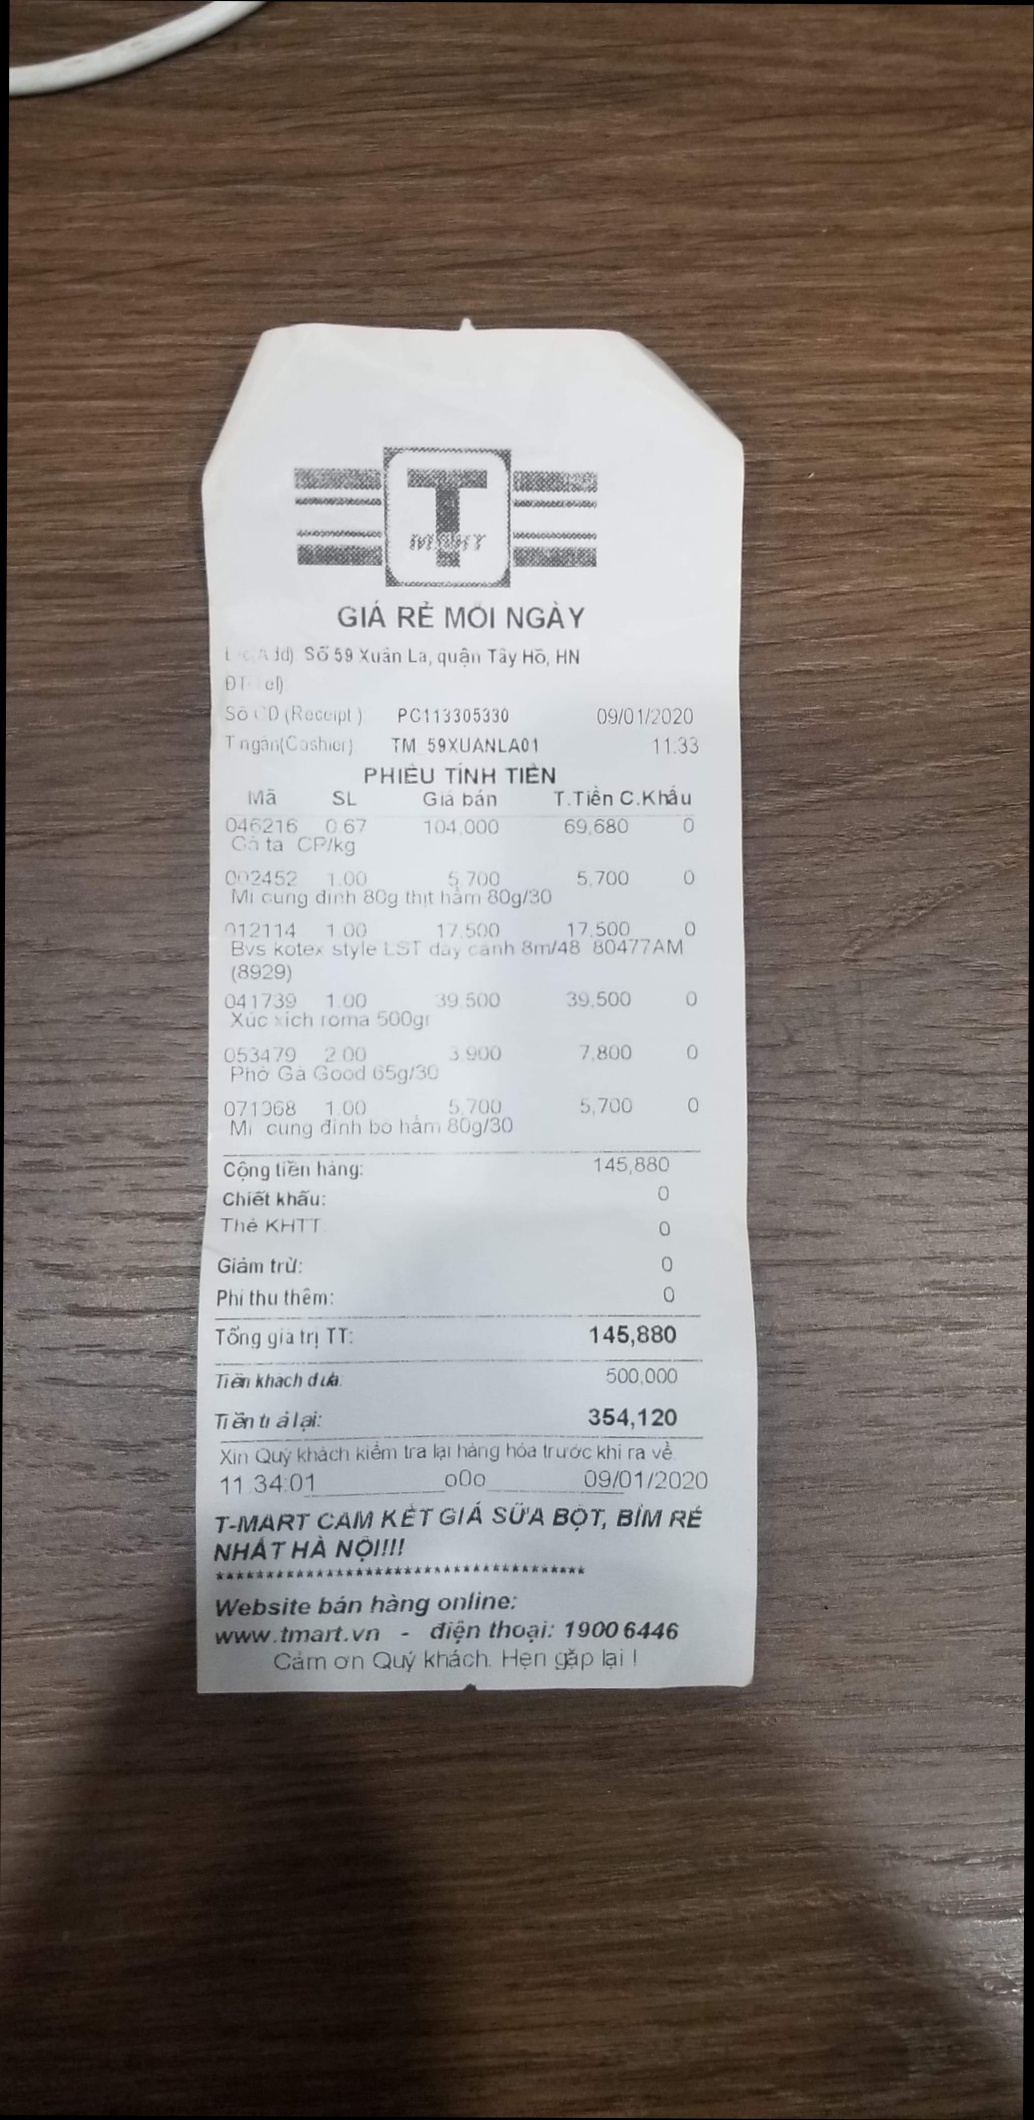 T
MART
GIÁ RẺ MỖI NGÀY
Số 59 Xuân La, quận Tây Hồ, HN
(Receipt ) PC113305330 09/01/2020
T ngân(Cashier) TM 59XUANLA01 11:33
PHIẾU TÍNH TIỀN
Mã SL Giá bán T.Tiền C.Khấu
046216 0.67 104,000 69,680 0
Gà ta CP/kg
002452 1.00 5,700 5,700 0
Mì cung đình 80g thịt hầm 80g/30
012114 1.00 17,500 17,500 0
Bvs kotex style LST dày cánh 8m/48 80477AM
(8929)
041739 1.00 39,500 39,500 0
Xúc xích roma 500gr
053479 2.00 3,900 7,800 0
Phở Gà Good 65g/30
071068 1.00 5,700 5,700 0
Mì cung đình bò hầm 80g/30
Cộng tiền hàng: 145,880
Chiết khấu: 0
Thẻ KHTT 0
Giảm trừ: 0
Phí thu thêm: 0
Tổng giá trị TT: 145,880
Tiền khách đưa: 500,000
Tiền trả lại: 354,120
Xin Quý khách kiểm tra lại hàng hóa trước khi ra về
11:34:01 o0o 09/01/2020
T-MART CAM KẾT GIÁ SỮA BỘT, BỈM RẺ
NHẤT HÀ NỘI!!!
*************************************
Website bán hàng online:
www.tmart.vn - điện thoại: 1900 6446
Cảm ơn Quý khách. Hẹn gặp lại !